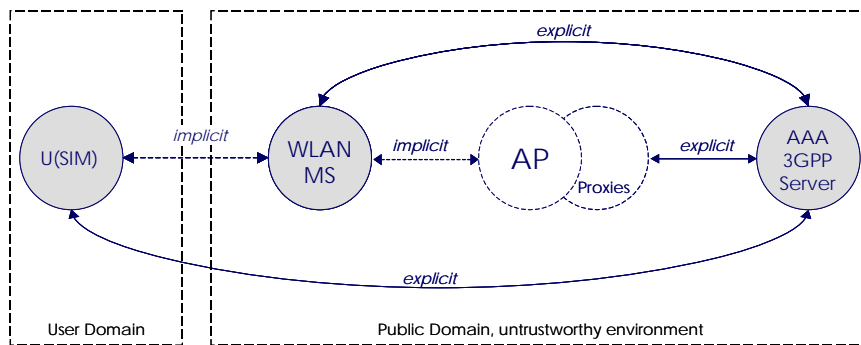 explicit
implicit
U(SIM)
WLAN
MS
implicit
AP
Proxies
explicit
AAA
3GPP
Server
explicit
User Domain
Public Domain, untrustworthy environment